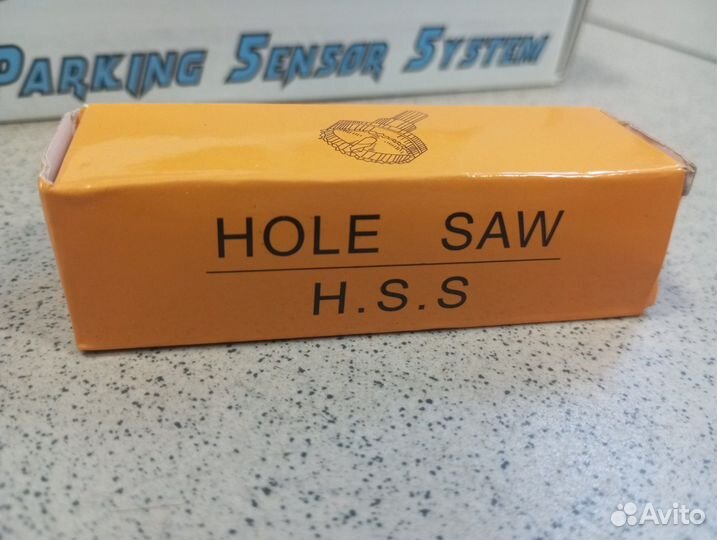 PARKING SENSOR SYSTEM
HOLE SAW
H.S.S
Avito